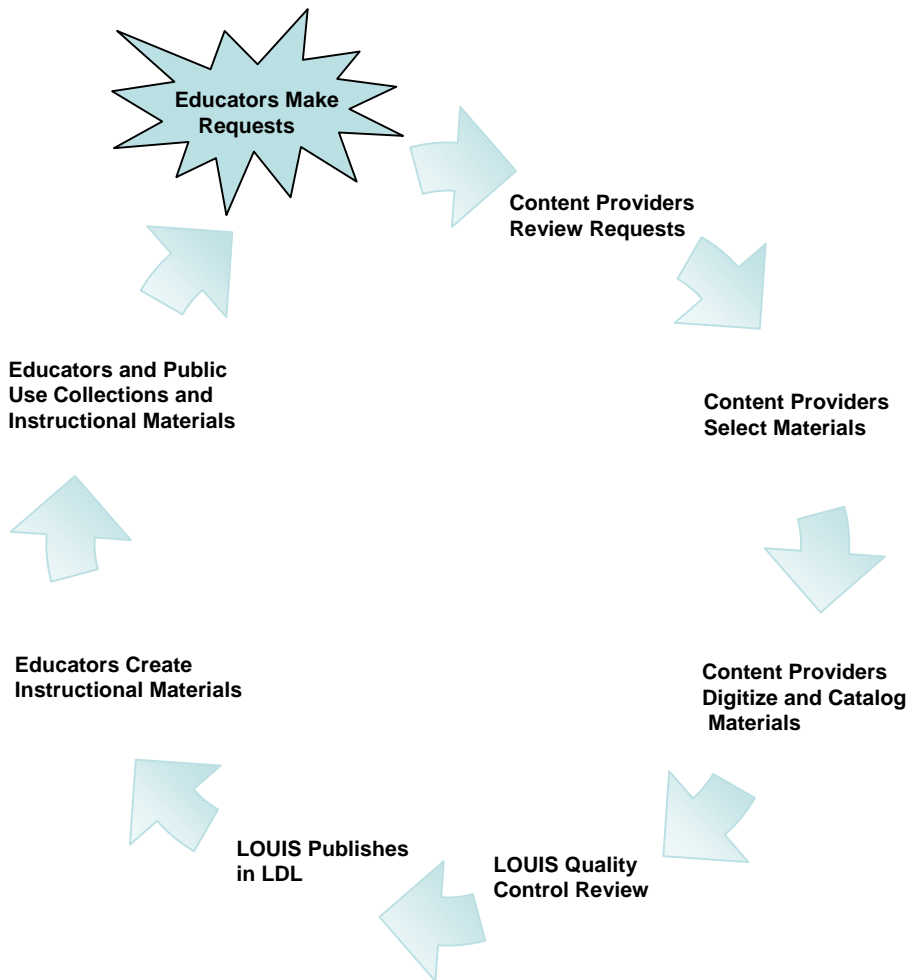 Educators Make
Requests
Content Providers
Review Requests
Content Providers
Select Materials
Content Providers
Digitize and Catalog
Materials
LOUIS Quality
Control Review
LOUIS Publishes
in LDL
Educators Create
Instructional Materials
Educators and Public
Use Collections and
Instructional Materials